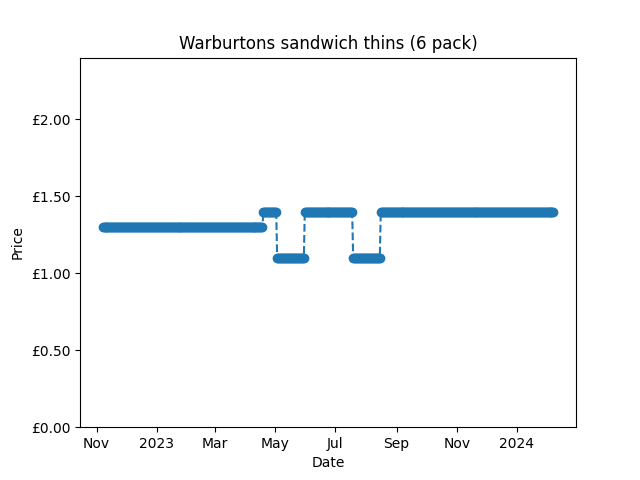 Warburtons sandwich thins (6 pack)
Price
£2.00
£1.50
£1.00
£0.50
£0.00
Nov 2023 Mar May Jul Sep Nov 2024
Date